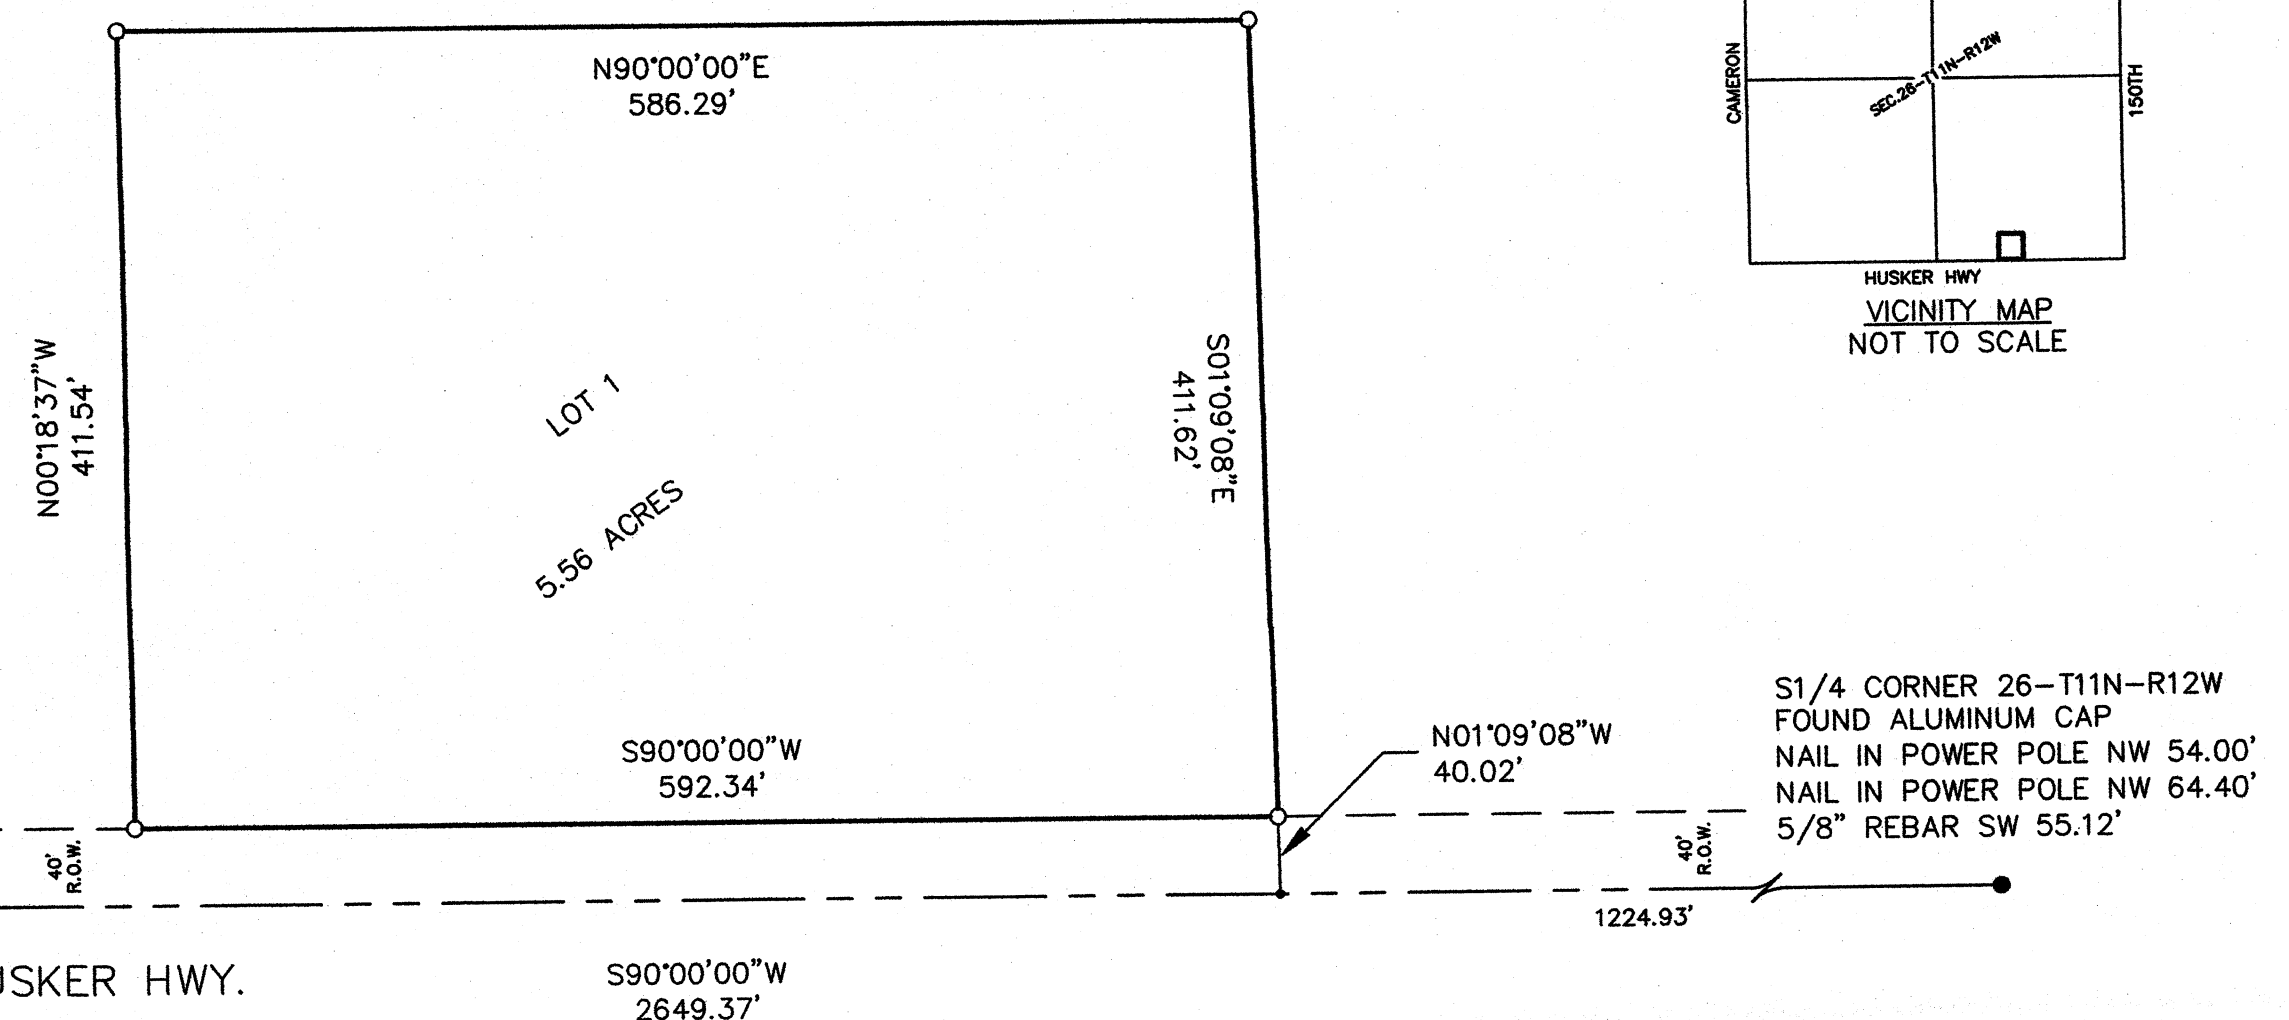 N90°00'00"E
586.29'
N00°18'37"W
411.54'
LOT 1
5.56 ACRES
S01°09'08"E
411.62'
S90°00'00"W
592.34'
N01°09'08"W
40.02'
CAMERON
SEC.26-T11N-R12W
150TH
HUSKER HWY
VICINITY MAP
NOT TO SCALE
S1/4 CORNER 26-T11N-R12W
FOUND ALUMINUM CAP
NAIL IN POWER POLE NW 54.00'
NAIL IN POWER POLE NW 64.40'
5/8" REBAR SW 55.12'
40'
R.O.W.
40'
R.O.W.
1224.93'
USKER HWY.
S90°00'00"W
2649.37'